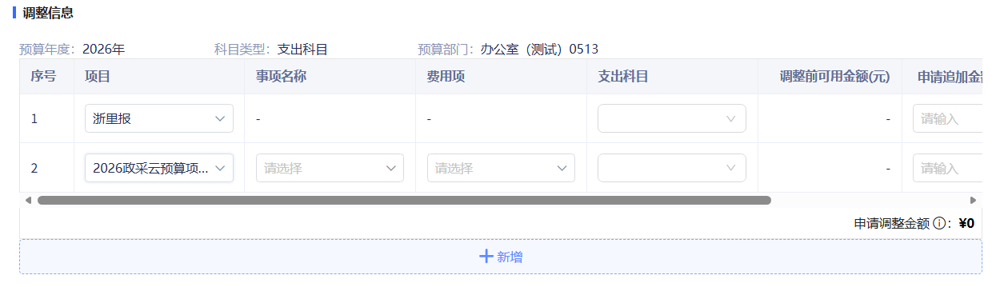 调整信息
预算年度：2026年 科目类型：支出科目 预算部门：办公室（测试）0513
序号 项目 事项名称 费用项 支出科目 调整前可用金额(元) 申请追加金
1 浙里报 - - - 请输入
2 2026政采云预算项... 请选择 请选择 - 请输入
申请调整金额：¥0
新增